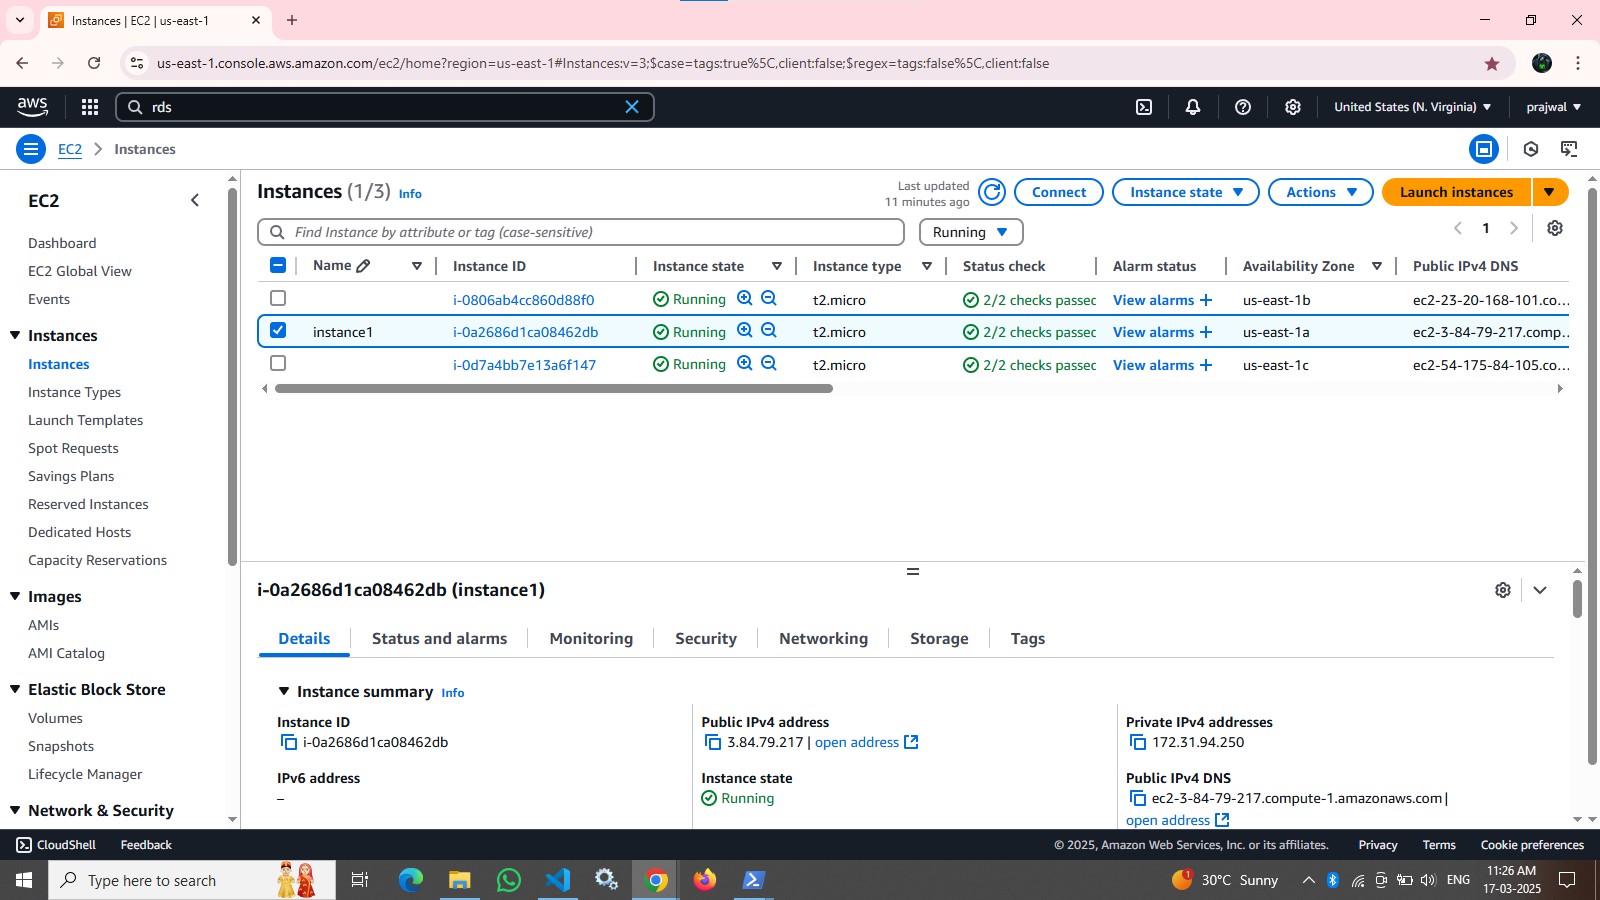 Instances | EC2 | us-east-1
us-east-1.console.aws.amazon.com/ec2/home?region=us-east-1#Instances:v=3;$case=tags:true%5C,client:false;$regex=tags:false%5C,client:false
aws
rds
United States (N. Virginia)
prajwal
EC2 Instances
EC2
Dashboard
EC2 Global View
Events
Instances
Instances
Instance Types
Launch Templates
Spot Requests
Savings Plans
Reserved Instances
Dedicated Hosts
Capacity Reservations
Images
AMIs
AMI Catalog
Elastic Block Store
Volumes
Snapshots
Lifecycle Manager
Network & Security
Instances (1/3) Info
Last updated
11 minutes ago
Connect
Instance state
Actions
Launch instances
Find Instance by attribute or tag (case-sensitive)
Running
1
Name Instance ID Instance state Instance type Status check Alarm status Availability Zone Public IPv4 DNS
i-0806ab4cc860d88f0 Running t2.micro 2/2 checks passec View alarms + us-east-1b ec2-23-20-168-101.co...
instance1 i-0a2686d1ca08462db Running t2.micro 2/2 checks passec View alarms + us-east-1a ec2-3-84-79-217.comp...
i-0d7a4bb7e13a6f147 Running t2.micro 2/2 checks passec View alarms + us-east-1c ec2-54-175-84-105.co...
i-0a2686d1ca08462db (instance1)
Details Status and alarms Monitoring Security Networking Storage Tags
Instance summary Info
Instance ID
i-0a2686d1ca08462db
Public IPv4 address
3.84.79.217 | open address
Private IPv4 addresses
172.31.94.250
IPv6 address
–
Instance state
Running
Public IPv4 DNS
ec2-3-84-79-217.compute-1.amazonaws.com |
open address
CloudShell Feedback
© 2025, Amazon Web Services, Inc. or its affiliates. Privacy Terms Cookie preferences
Type here to search
1
30°C Sunny
ENG
11:26 AM
17-03-2025